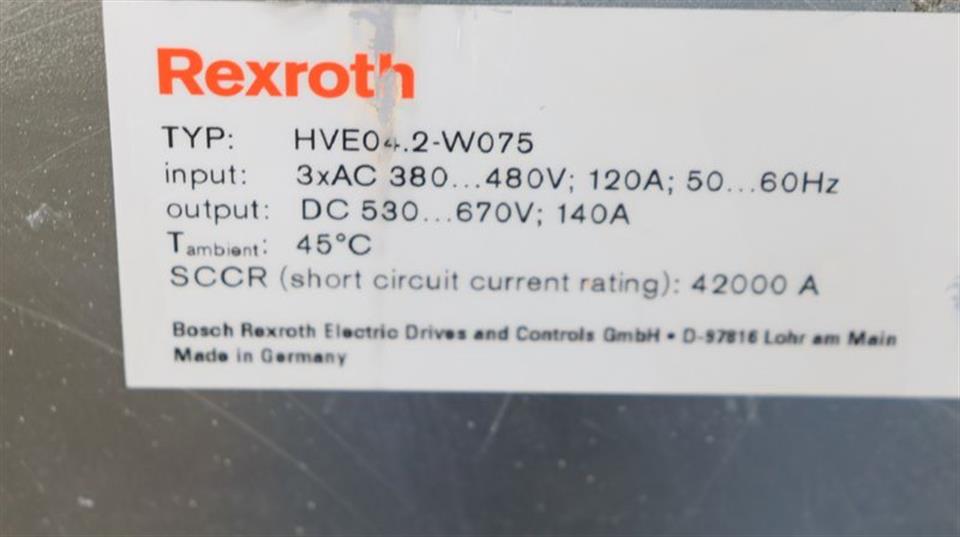 Rexroth
TYP: HVE04.2-W075
input: 3xAC 380...480V; 120A; 50...60Hz
output: DC 530...670V; 140A
Tambient: 45°C
SCCR (short circuit current rating): 42000 A
Bosch Rexroth Electric Drives and Controls GmbH • D-97816 Lohr am Main
Made in Germany